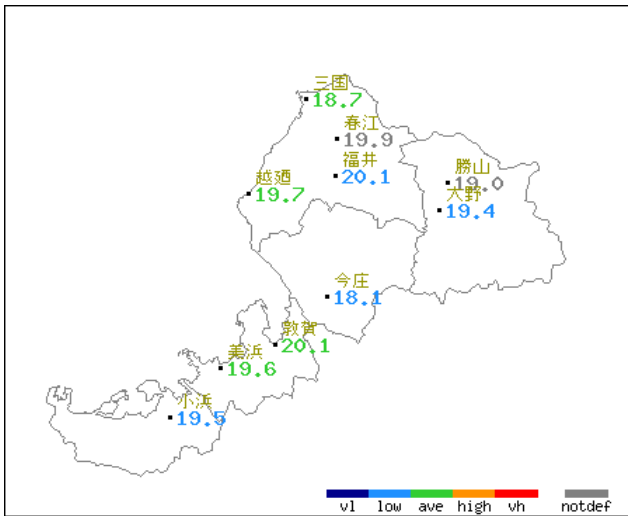 三国
18.7
春江
19.9
福井
20.1
勝山
19.0
越廼
19.7
大野
19.4
今庄
18.1
敦賀
20.1
美浜
19.6
小浜
19.5
vl low ave high vh notdef